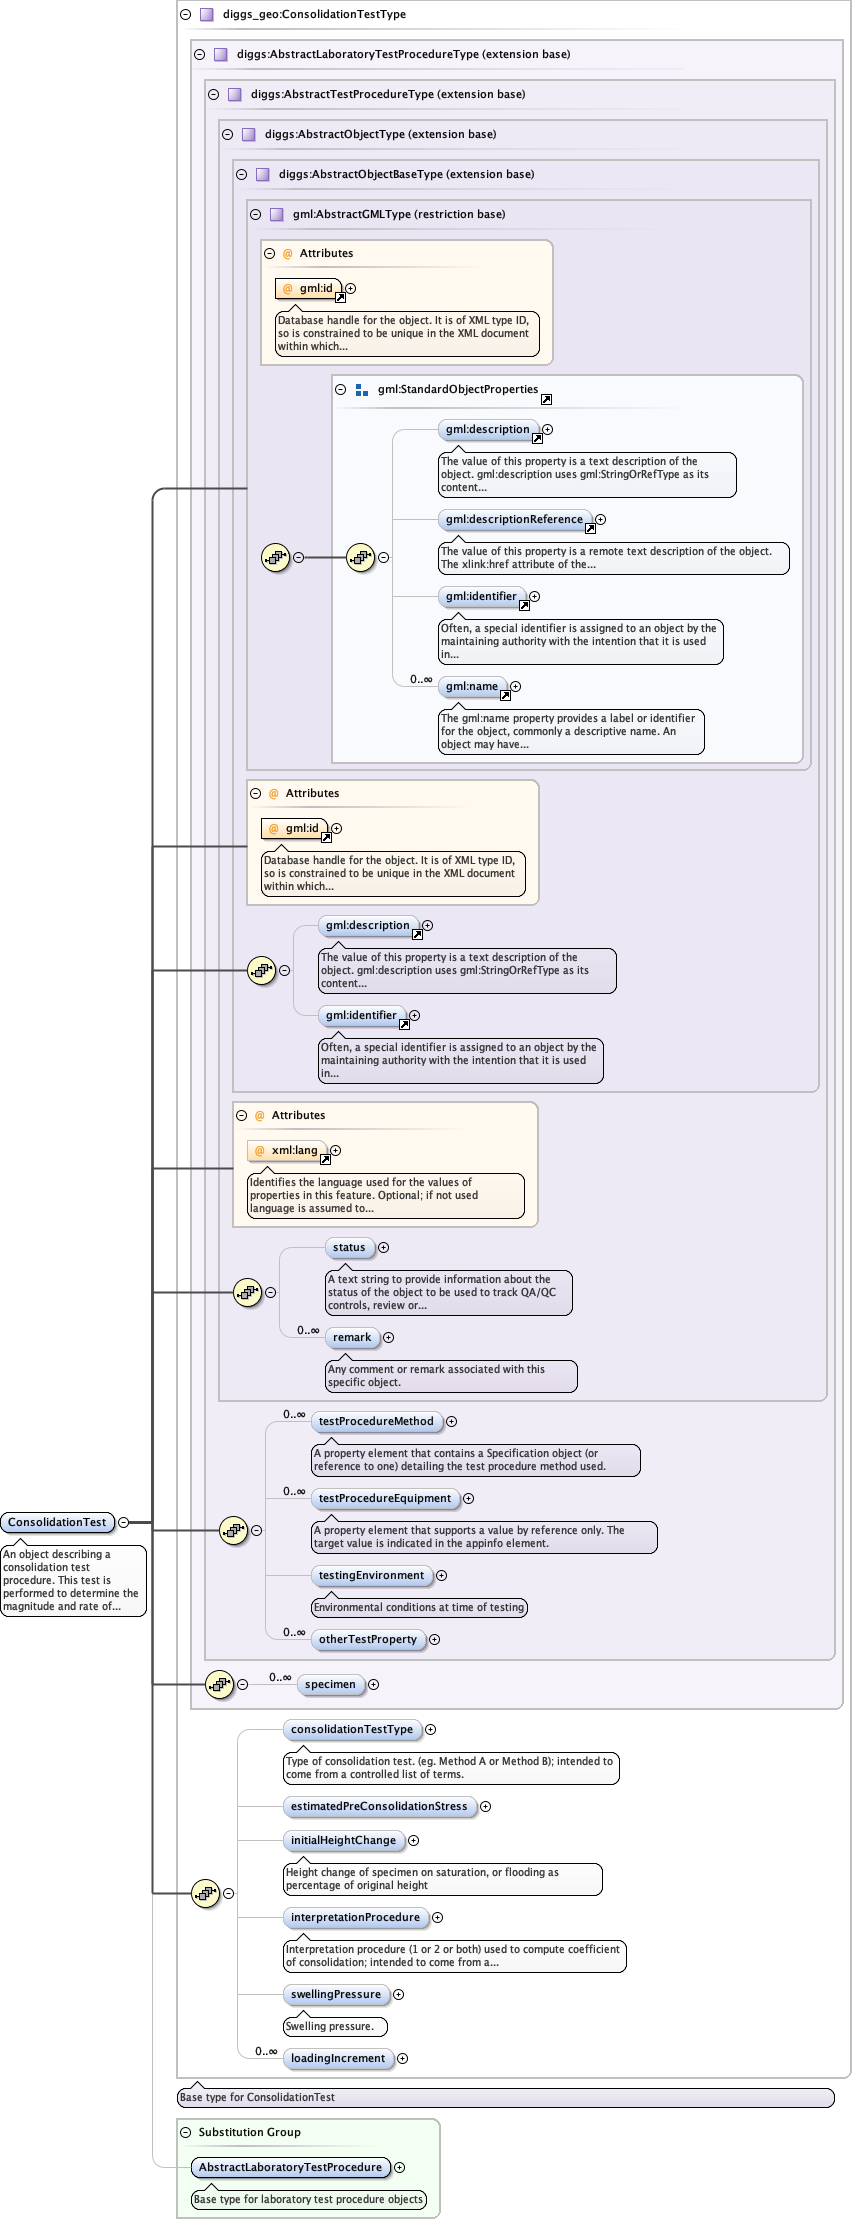 diggs_geo:ConsolidationTestType
diggs:AbstractLaboratoryTestProcedureType (extension base)
diggs:AbstractTestProcedureType (extension base)
diggs:AbstractObjectType (extension base)
diggs:AbstractObjectBaseType (extension base)
gml:AbstractGMLType (restriction base)
@ Attributes
@ gml:id
Database handle for the object. It is of XML type ID,
so is constrained to be unique in the XML document
within which...
gml:StandardObjectProperties
gml:description
The value of this property is a text description of the
object. gml:description uses gml:StringOrRefType as its
content...
gml:descriptionReference
The value of this property is a remote text description of the object.
The xlink:href attribute of the...
gml:identifier
Often, a special identifier is assigned to an object by the
maintaining authority with the intention that it is used
in...
0..∞
gml:name
The gml:name property provides a label or identifier
for the object, commonly a descriptive name. An
object may have...
@ Attributes
@ gml:id
Database handle for the object. It is of XML type ID,
so is constrained to be unique in the XML document
within which...
gml:description
The value of this property is a text description of the
object. gml:description uses gml:StringOrRefType as its
content...
gml:identifier
Often, a special identifier is assigned to an object by the
maintaining authority with the intention that it is used
in...
@ Attributes
@ xml:lang
Identifies the language used for the values of
properties in this feature. Optional; if not used
language is assumed to...
status
A text string to provide information about the
status of the object to be used to track QA/QC
controls, review or...
0..∞
remark
Any comment or remark associated with this
specific object.
0..∞
testProcedureMethod
A property element that contains a Specification object (or
reference to one) detailing the test procedure method used.
0..∞
testProcedureEquipment
A property element that supports a value by reference only. The
target value is indicated in the appinfo element.
testingEnvironment
Environmental conditions at time of testing
0..∞
otherTestProperty
ConsolidationTest
An object describing a
consolidation test
procedure. This test is
performed to determine the
magnitude and rate of...
0..∞
specimen
consolidationTestType
Type of consolidation test. (eg. Method A or Method B); intended to
come from a controlled list of terms.
estimatedPreConsolidationStress
initialHeightChange
Height change of specimen on saturation, or flooding as
percentage of original height
interpretationProcedure
Interpretation procedure (1 or 2 or both) used to compute coefficient
of consolidation; intended to come from a...
swellingPressure
Swelling pressure.
0..∞
loadingIncrement
Base type for ConsolidationTest
Substitution Group
AbstractLaboratoryTestProcedure
Base type for laboratory test procedure objects